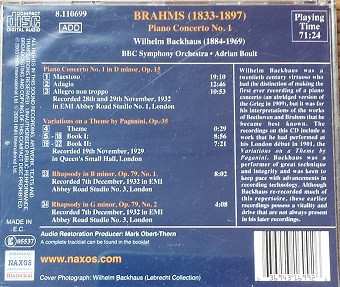 COMPACT
DIGITAL AUDIO
8.110699
ADD
BRAHMS (1833-1897)
Piano Concerto No. 1
Playing
Time
71:24
Wilhelm Backhaus (1884-1969)
BBC Symphony Orchestra • Adrian Boult
Piano Concerto No. 1 in D minor, Op. 15
1 Maestoso 19:10
2 Adagio 12:46
3 Allegro non troppo 10:53
Recorded 28th and 29th November, 1932
in EMI Abbey Road Studio No. 1, London
Variations on a Theme by Paganini, Op. 35
4 Theme 0:29
Book I: 8:56
Book II: 7:21
Recorded 19th November, 1929
in Queen's Small Hall, London
Rhapsody in B minor, Op. 79, No. 1 8:02
Recorded 7th December, 1932 in EMI
Abbey Road Studio No. 3, London
Rhapsody in G minor, Op. 79, No. 2 4:08
Recorded 7th December, 1932 in EMI
Abbey Road Studio No. 3, London
Wilhelm Backhaus was a
twentieth century virtuoso who
had the distinction of making the
first ever recording of a piano
concerto (an abridged version of
the Grieg in 1909), but it was for
his interpretations of the works
of Beethoven and Brahms that he
became best known. The
recordings on this CD include a
work that he had performed at
his London début in 1901, the
Variations on a Theme by
Paganini. Backhaus was a
performer of great technique
and integrity and was keen to
keep pace with advancements in
recording technology. Although
Backhaus re-recorded much of
this repertoire, these earlier
recordings possess a vitality and
drive that are not always present
in his later recordings.
MADE IN
E.C.
05537
Audio Restoration Producer: Mark Obert-Thorn
A complete tracklist can be found in the booklet
NAXOS
www.naxos.com
Cover Photograph: Wilhelm Backhaus (Lebrecht Collection)